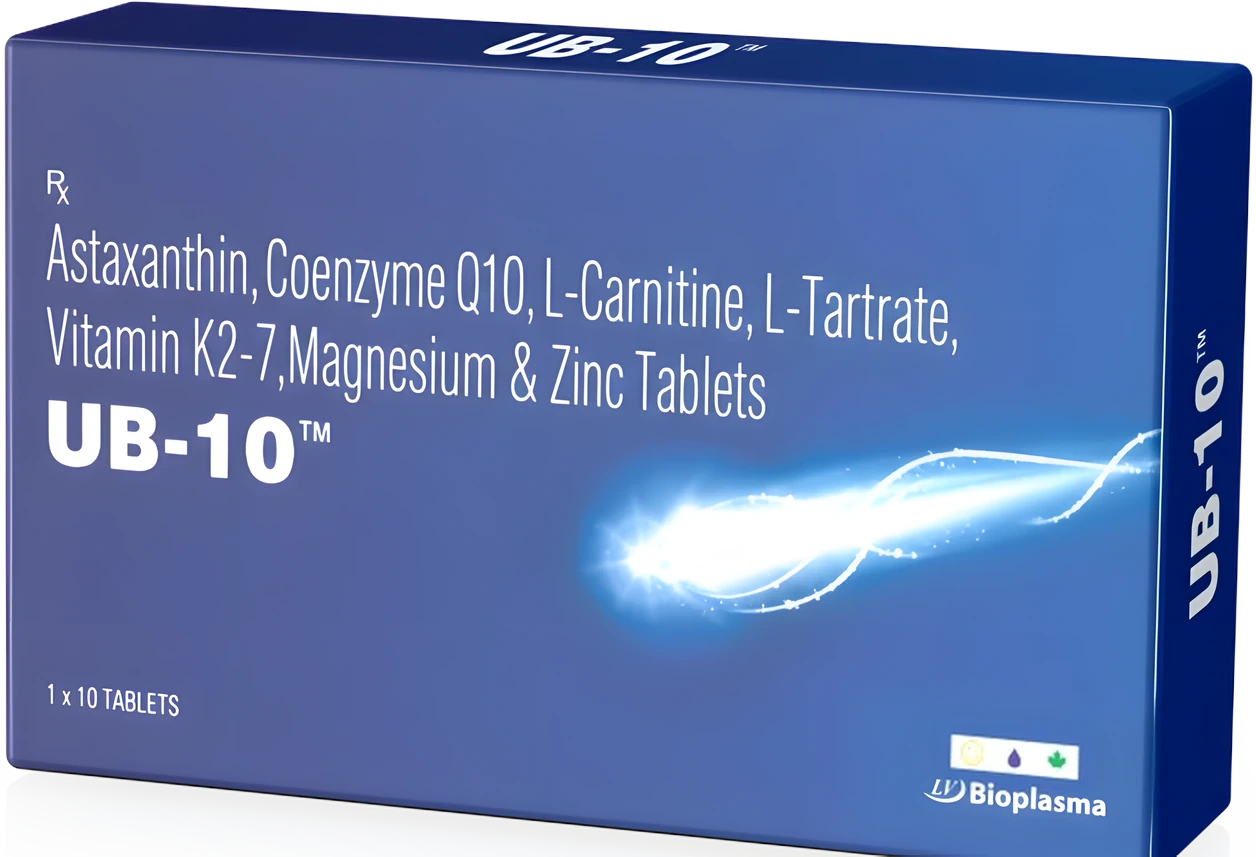 UB-10™
Rx
Astaxanthin, Coenzyme Q10, L-Carnitine, L-Tartrate,
Vitamin K2-7,Magnesium & Zinc Tablets
UB-10™
1 x 10 TABLETS
LV Bioplasma
UB-10™